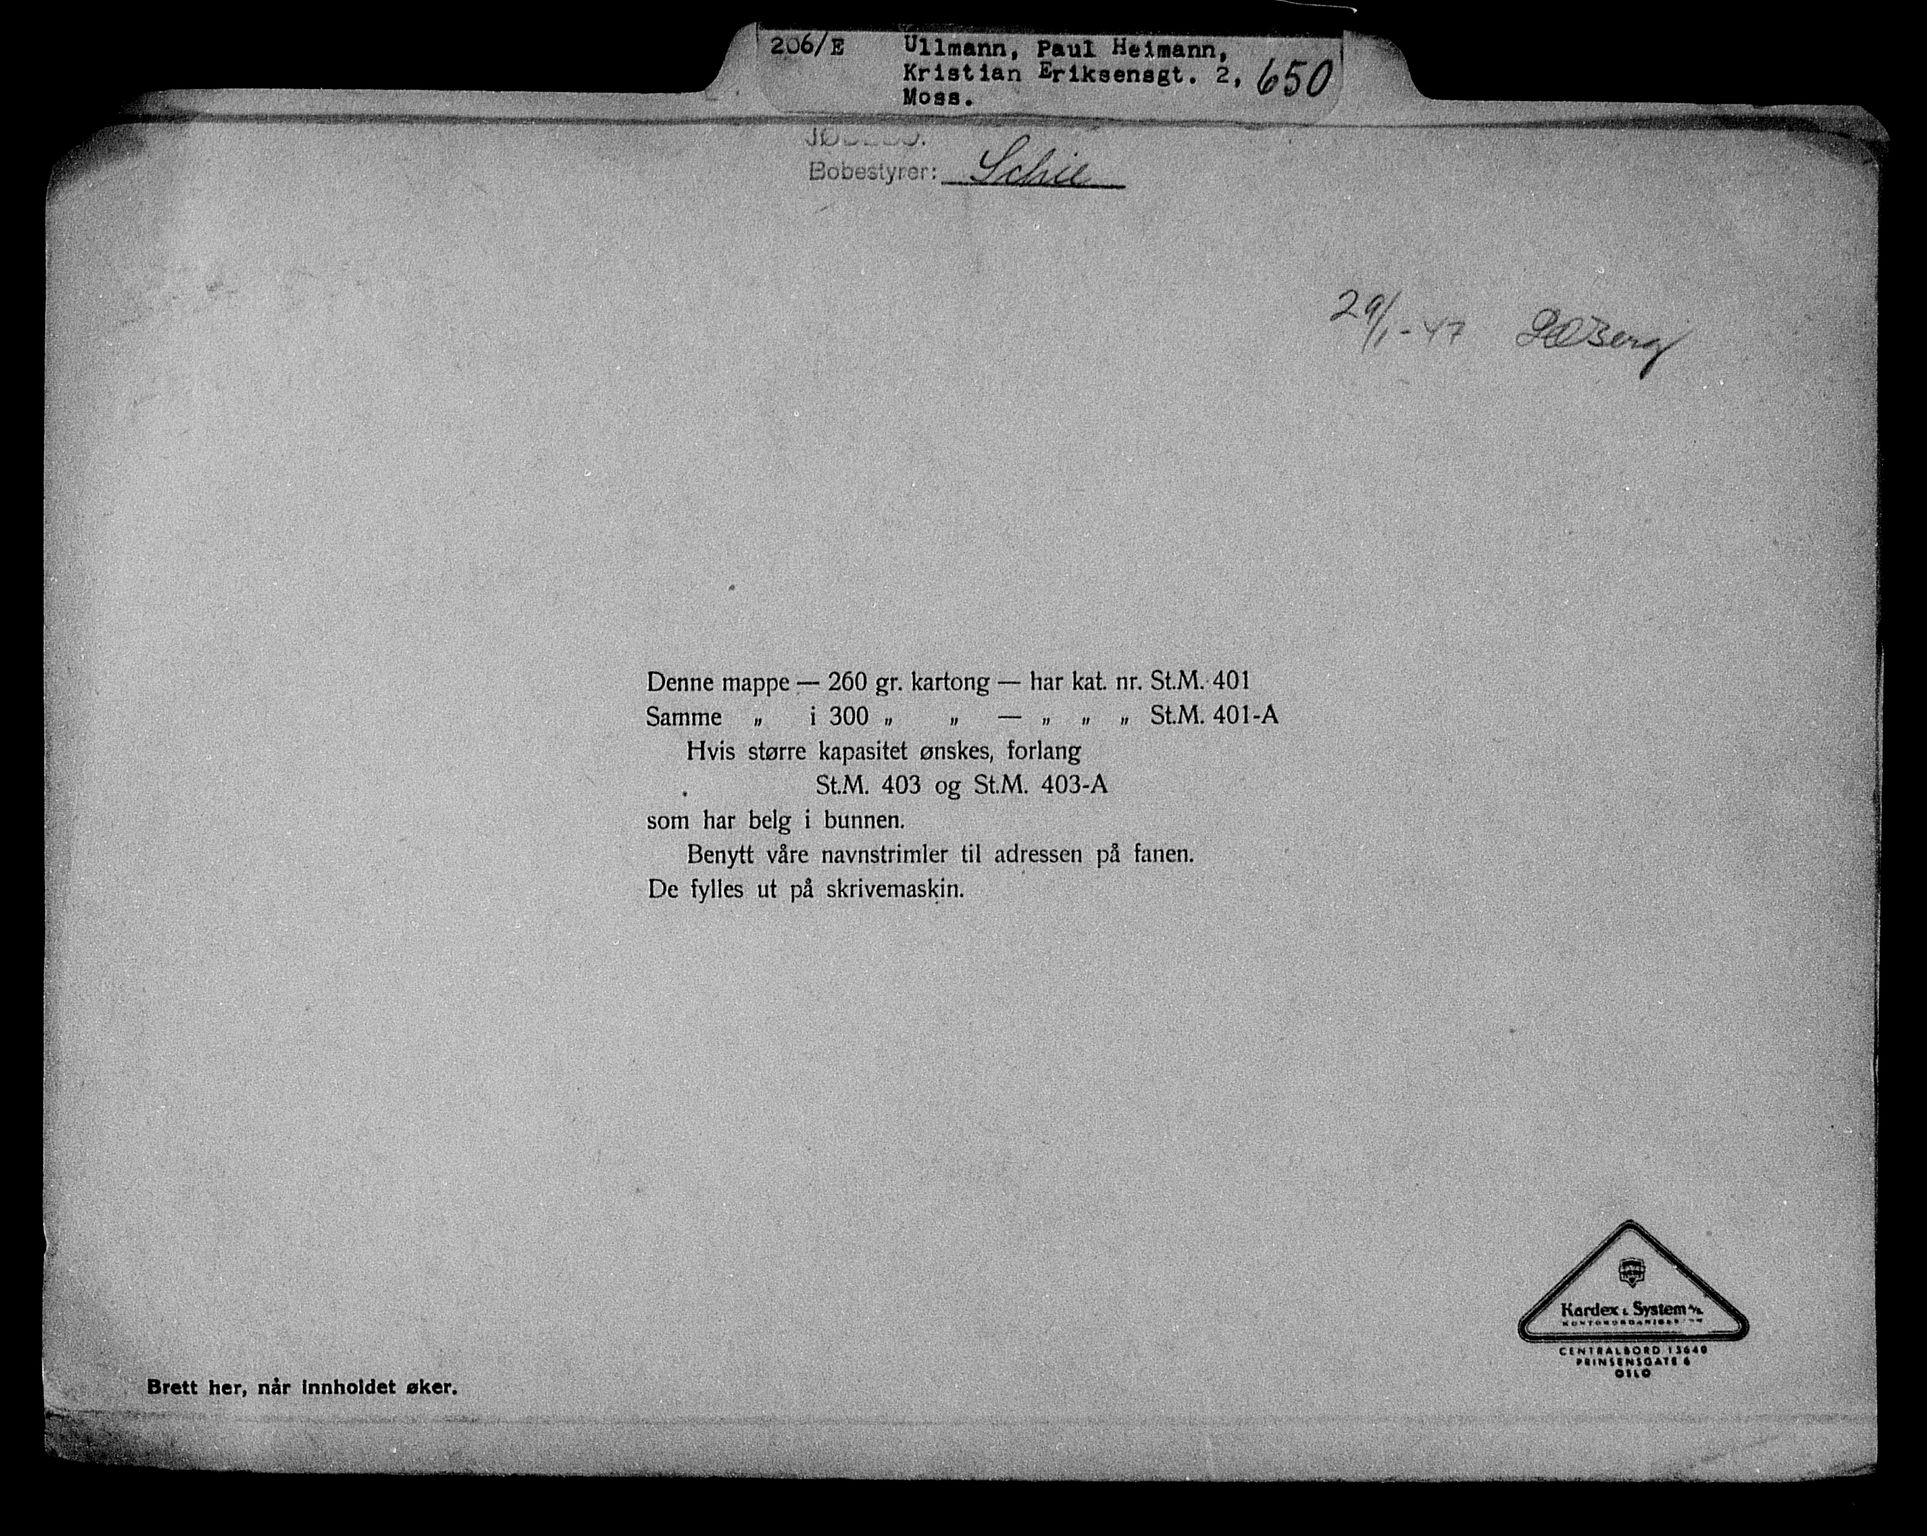 206/E Ullmann, Paul Heimann,
Kristian Eriksensgt. 2, 650
Moss.
Bobestyrer: Schie
29/1-47 Berg
Denne mappe — 260 gr. kartong — har kat. nr. St.M. 401
Samme „ i 300 „ „ — „ „ „ St.M. 401-A
Hvis større kapasitet ønskes, forlang
St.M. 403 og St.M. 403-A
som har belg i bunnen.
Benytt våre navnstrimler til adressen på fanen.
De fylles ut på skrivemaskin.
Kardex & System A/S
CENTRALBORD 13640
PRINSENSGATE 6
OSLO
Brett her, når innholdet øker.